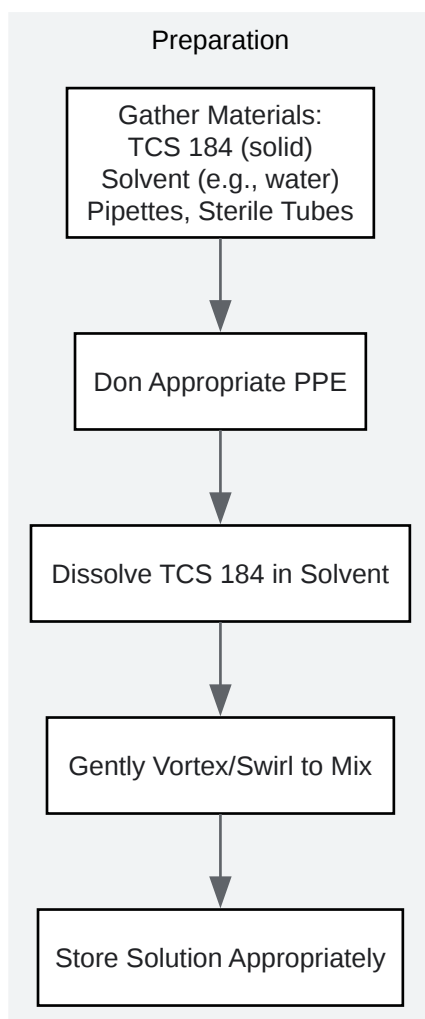 Preparation
Gather Materials:
TCS 184 (solid)
Solvent (e.g., water)
Pipettes, Sterile Tubes
Don Appropriate PPE
Dissolve TCS 184 in Solvent
Gently Vortex/Swirl to Mix
Store Solution Appropriately